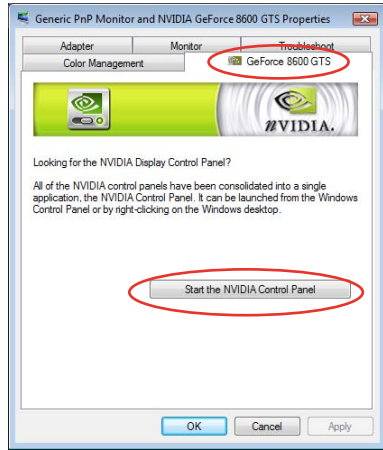 Generic PnP Monitor and NVIDIA GeForce 8600 GTS Properties
Adapter Monitor Troubleshoot
Color Management GeForce 8600 GTS
NVIDIA.
Looking for the NVIDIA Display Control Panel?
All of the NVIDIA control panels have been consolidated into a single
application, the NVIDIA Control Panel. It can be launched from the Windows
Control Panel or by right-clicking on the Windows desktop.
Start the NVIDIA Control Panel
OK Cancel Apply